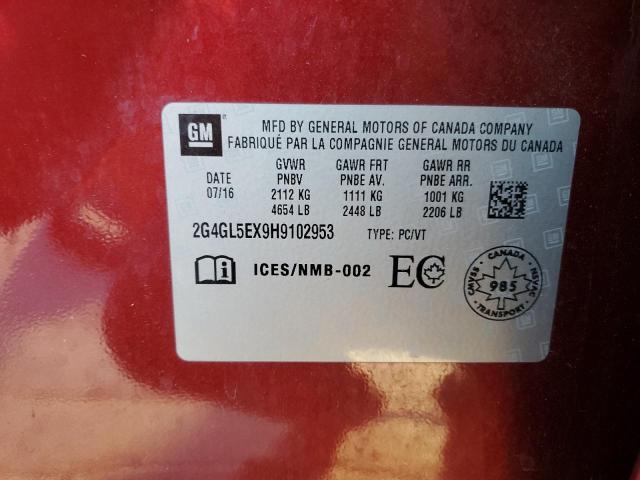 GM
MFD BY GENERAL MOTORS OF CANADA COMPANY
FABRIQUÉ PAR LA COMPAGNIE GENERAL MOTORS DU CANADA
GVWR GAWR FRT GAWR RR
DATE PNBV PNBE AV. PNBE ARR.
07/16 2112 KG 1111 KG 1001 KG
4654 LB 2448 LB 2206 LB
2G4GL5EX9H9102953 TYPE: PC/VT
ICES/NMB-002 EC
CANADA
CMVSS NSVAC
985
TRANSPORT